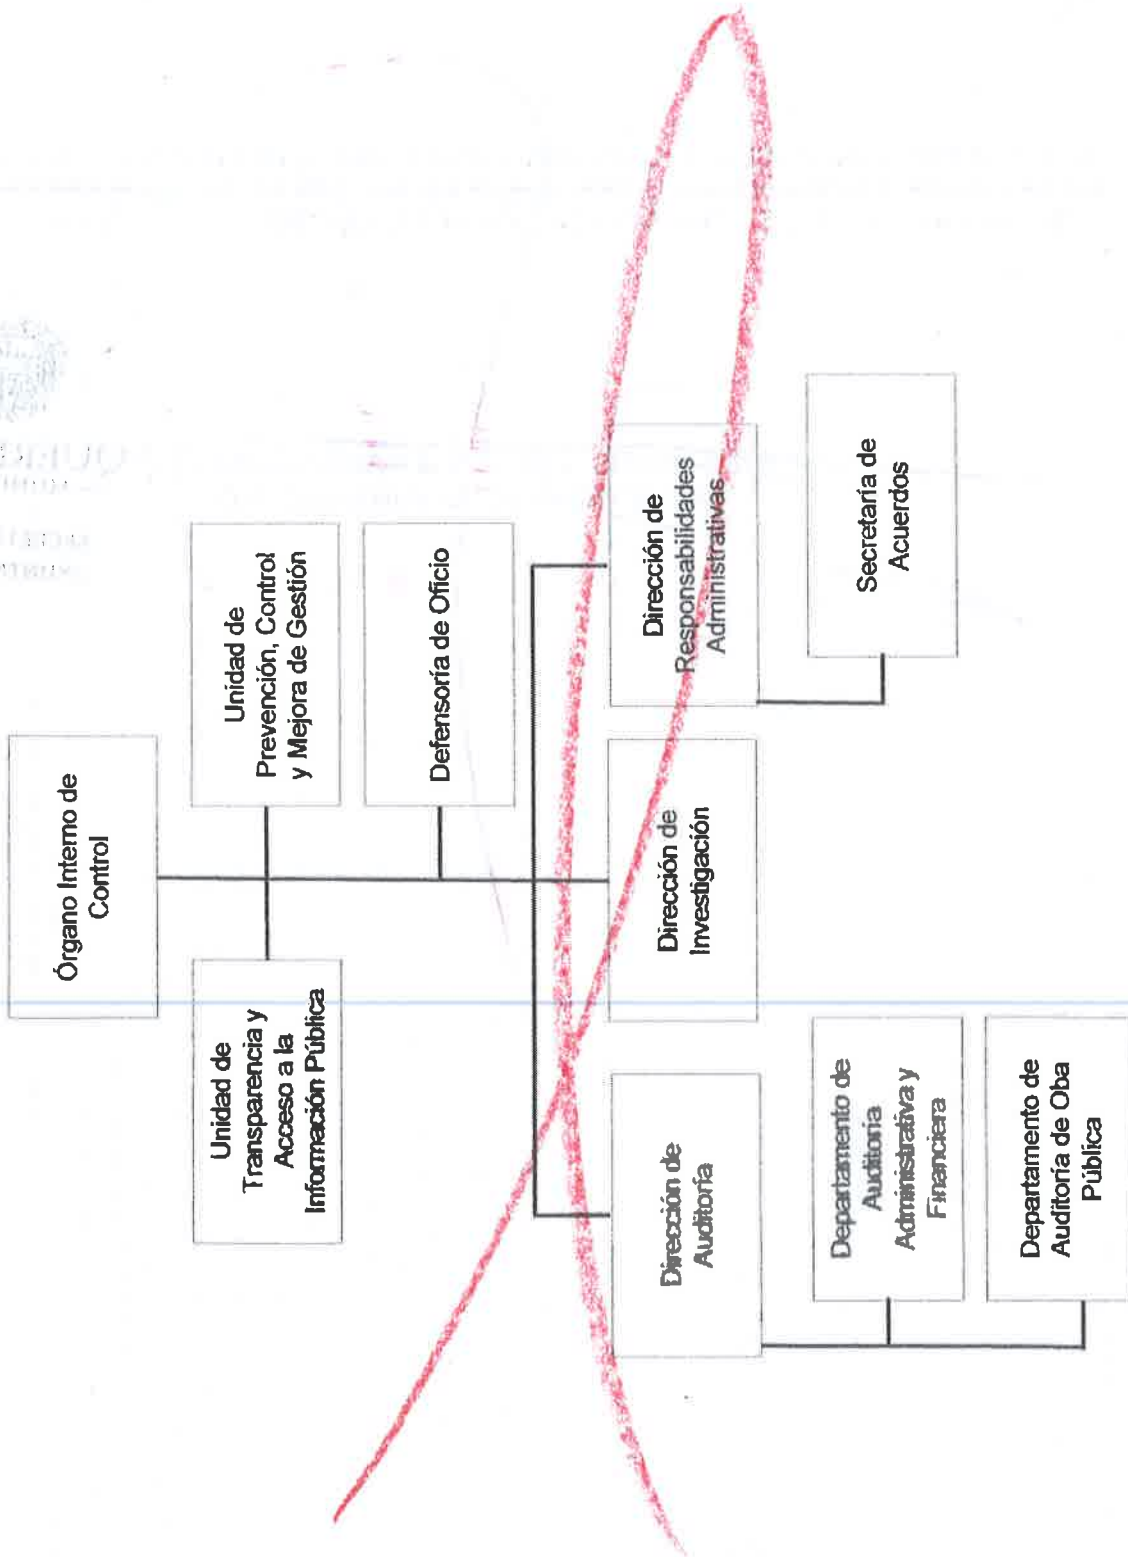 Órgano Interno de
Control
Unidad de
Transparencia y
Acceso a la
Información Pública
Unidad de
Prevención, Control
y Mejora de Gestión
Defensoría de Oficio
Dirección de
Auditoría
Dirección de
Investigación
Dirección de
Responsabilidades
Administrativas
Departamento de
Auditoría
Administrativa y
Financiera
Departamento de
Auditoría de Oba
Pública
Secretaría de
Acuerdos